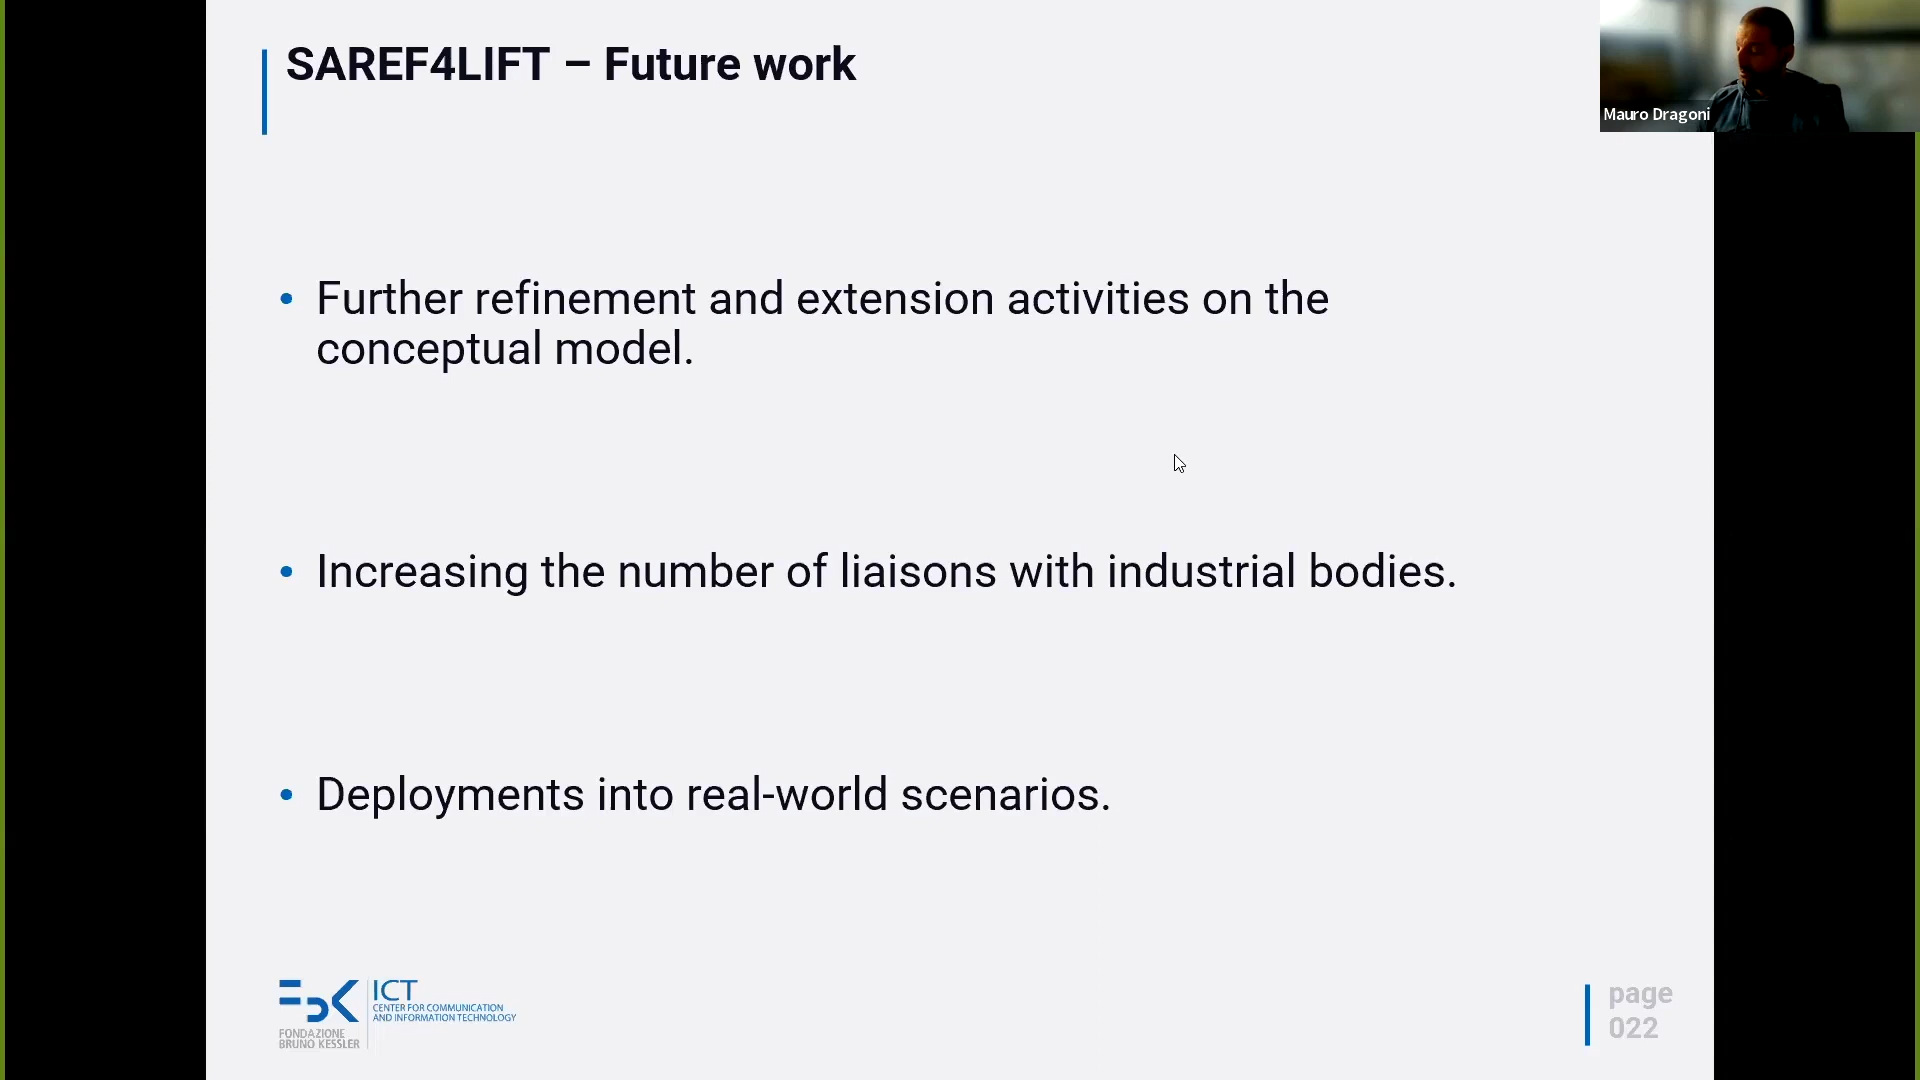 SAREF4LIFT – Future work
Mauro Dragoni
• Further refinement and extension activities on the
conceptual model.
• Increasing the number of liaisons with industrial bodies.
• Deployments into real-world scenarios.
FBK
FONDAZIONE
BRUNO KESSLER
ICT
CENTER FOR COMMUNICATION
AND INFORMATION TECHNOLOGY
page
022